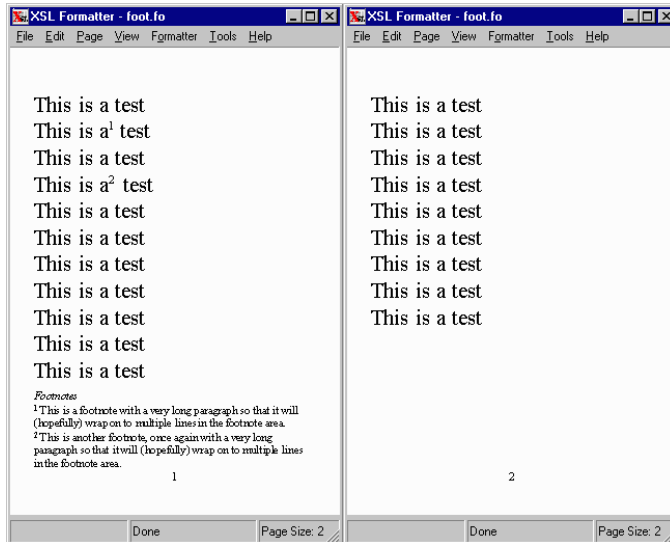 XSL Formatter - foot.fo
File Edit Page View Formatter Tools Help
This is a test
This is a¹ test
This is a test
This is a² test
This is a test
This is a test
This is a test
This is a test
This is a test
This is a test
This is a test
Footnotes
¹This is a footnote with a very long paragraph so that it will
(hopefully) wrap on to multiple lines in the footnote area.
²This is another footnote, once again with a very long
paragraph so that it will (hopefully) wrap on to multiple lines
in the footnote area.
1
Done
Page Size: 2
XSL Formatter - foot.fo
File Edit Page View Formatter Tools Help
This is a test
This is a test
This is a test
This is a test
This is a test
This is a test
This is a test
This is a test
This is a test
2
Done
Page Size: 2